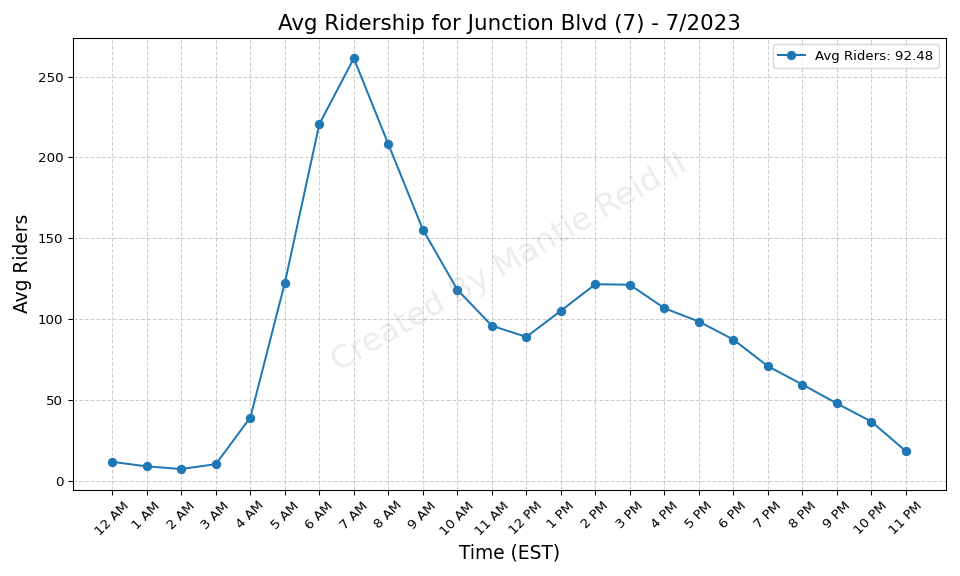 Avg Ridership for Junction Blvd (7) - 7/2023
Avg Riders: 92.48
250
200
150
100
50
0
Avg Riders
Created By Mantie Reid II
12 AM
1 AM
2 AM
3 AM
4 AM
5 AM
6 AM
7 AM
8 AM
9 AM
10 AM
11 AM
12 PM
1 PM
2 PM
3 PM
4 PM
5 PM
6 PM
7 PM
8 PM
9 PM
10 PM
11 PM
Time (EST)